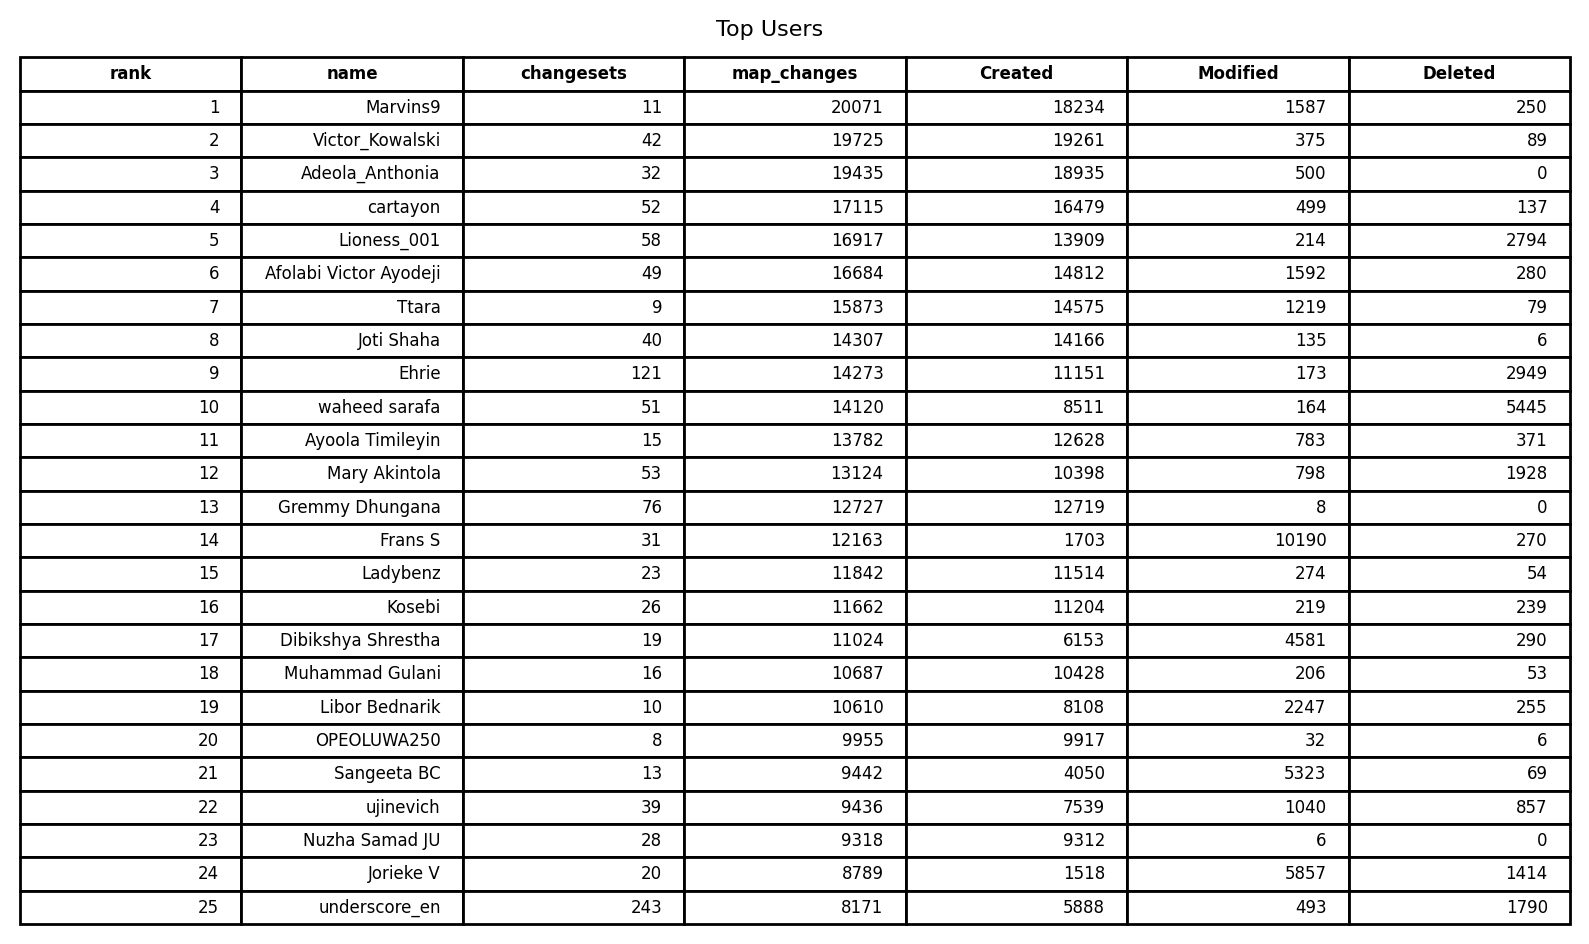 Top Users
rank name changesets map_changes Created Modified Deleted
1 Marvins9 11 20071 18234 1587 250
2 Victor_Kowalski 42 19725 19261 375 89
3 Adeola_Anthonia 32 19435 18935 500 0
4 cartayon 52 17115 16479 499 137
5 Lioness_001 58 16917 13909 214 2794
6 Afolabi Victor Ayodeji 49 16684 14812 1592 280
7 Ttara 9 15873 14575 1219 79
8 Joti Shaha 40 14307 14166 135 6
9 Ehrie 121 14273 11151 173 2949
10 waheed sarafa 51 14120 8511 164 5445
11 Ayoola Timileyin 15 13782 12628 783 371
12 Mary Akintola 53 13124 10398 798 1928
13 Gremmy Dhungana 76 12727 12719 8 0
14 Frans S 31 12163 1703 10190 270
15 Ladybenz 23 11842 11514 274 54
16 Kosebi 26 11662 11204 219 239
17 Dibikshya Shrestha 19 11024 6153 4581 290
18 Muhammad Gulani 16 10687 10428 206 53
19 Libor Bednarik 10 10610 8108 2247 255
20 OPEOLUWA250 8 9955 9917 32 6
21 Sangeeta BC 13 9442 4050 5323 69
22 ujinevich 39 9436 7539 1040 857
23 Nuzha Samad JU 28 9318 9312 6 0
24 Jorieke V 20 8789 1518 5857 1414
25 underscore_en 243 8171 5888 493 1790